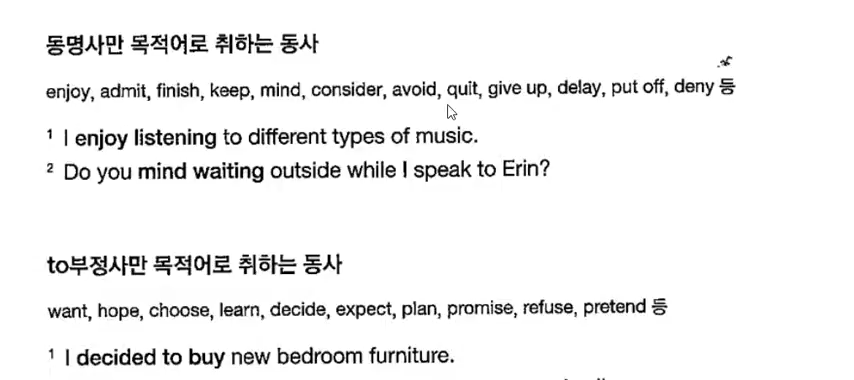 동명사만 목적어로 취하는 동사
enjoy, admit, finish, keep, mind, consider, avoid, quit, give up, delay, put off, deny 등
1 I enjoy listening to different types of music.
2 Do you mind waiting outside while I speak to Erin?
to부정사만 목적어로 취하는 동사
want, hope, choose, learn, decide, expect, plan, promise, refuse, pretend 등
1 I decided to buy new bedroom furniture.